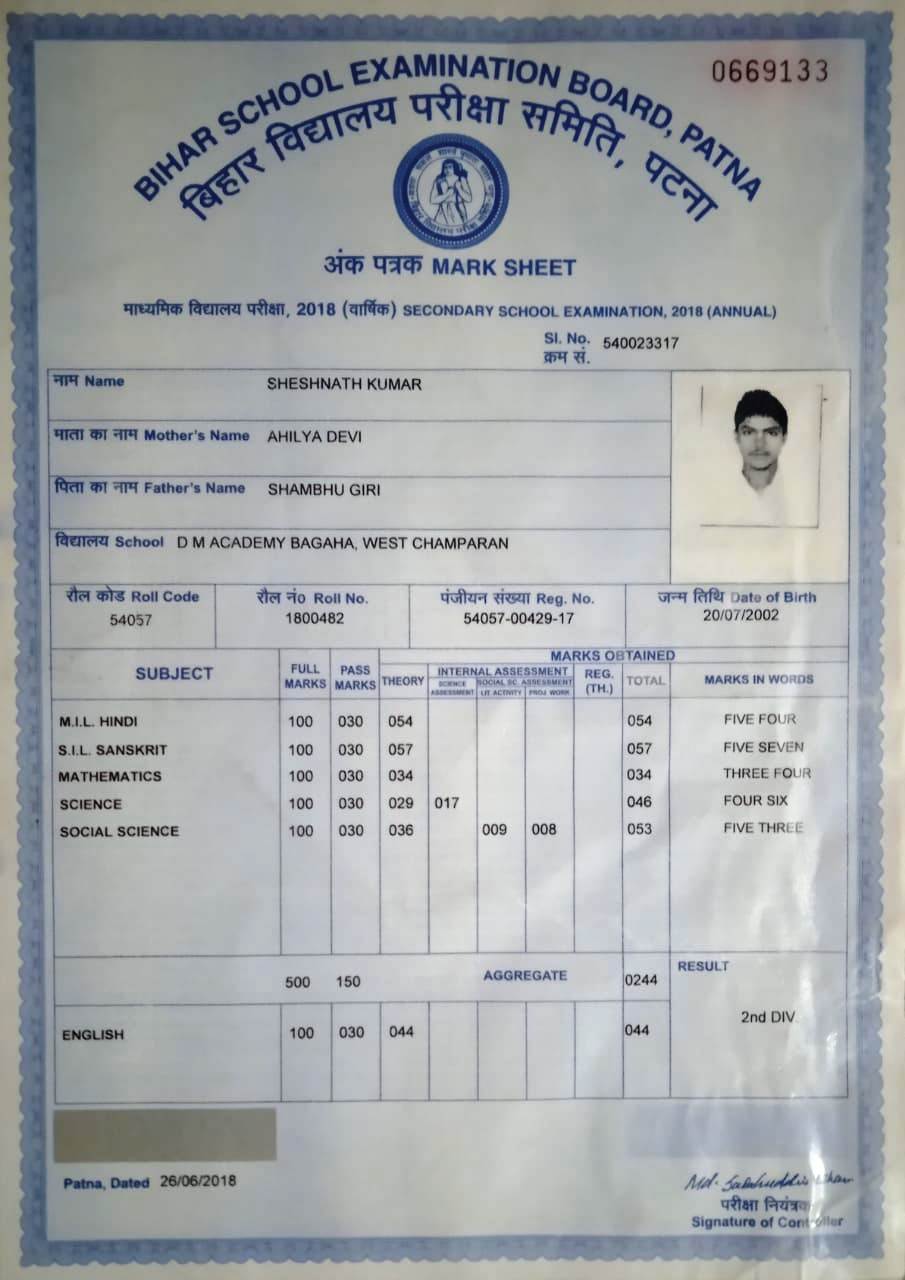 0669133
BIHAR SCHOOL EXAMINATION BOARD, PATNA
बिहार विद्यालय परीक्षा समिति, पटना
अंक पत्रक MARK SHEET
माध्यमिक विद्यालय परीक्षा, 2018 (वार्षिक) SECONDARY SCHOOL EXAMINATION, 2018 (ANNUAL)
Sl. No. 540023317
क्रम सं.
नाम Name SHESHNATH KUMAR
माता का नाम Mother's Name AHILYA DEVI
पिता का नाम Father's Name SHAMBHU GIRI
विद्यालय School D M ACADEMY BAGAHA, WEST CHAMPARAN
रौल कोड Roll Code रौल नं० Roll No. पंजीयन संख्या Reg. No. जन्म तिथि Date of Birth
54057 1800482 54057-00429-17 20/07/2002
MARKS OBTAINED
SUBJECT FULL MARKS PASS MARKS THEORY INTERNAL ASSESSMENT REG. (TH.) TOTAL MARKS IN WORDS
SCIENCE ASSESSMENT SOCIAL SC. ASSESSMENT
LIT ACTIVITY PROJ WORK
M.I.L. HINDI 100 030 054 054 FIVE FOUR
S.I.L. SANSKRIT 100 030 057 057 FIVE SEVEN
MATHEMATICS 100 030 034 034 THREE FOUR
SCIENCE 100 030 029 017 046 FOUR SIX
SOCIAL SCIENCE 100 030 036 009 008 053 FIVE THREE
500 150 AGGREGATE 0244 RESULT
2nd DIV.
ENGLISH 100 030 044 044
Patna, Dated 26/06/2018
परीक्षा नियंत्रक
Signature of Controller